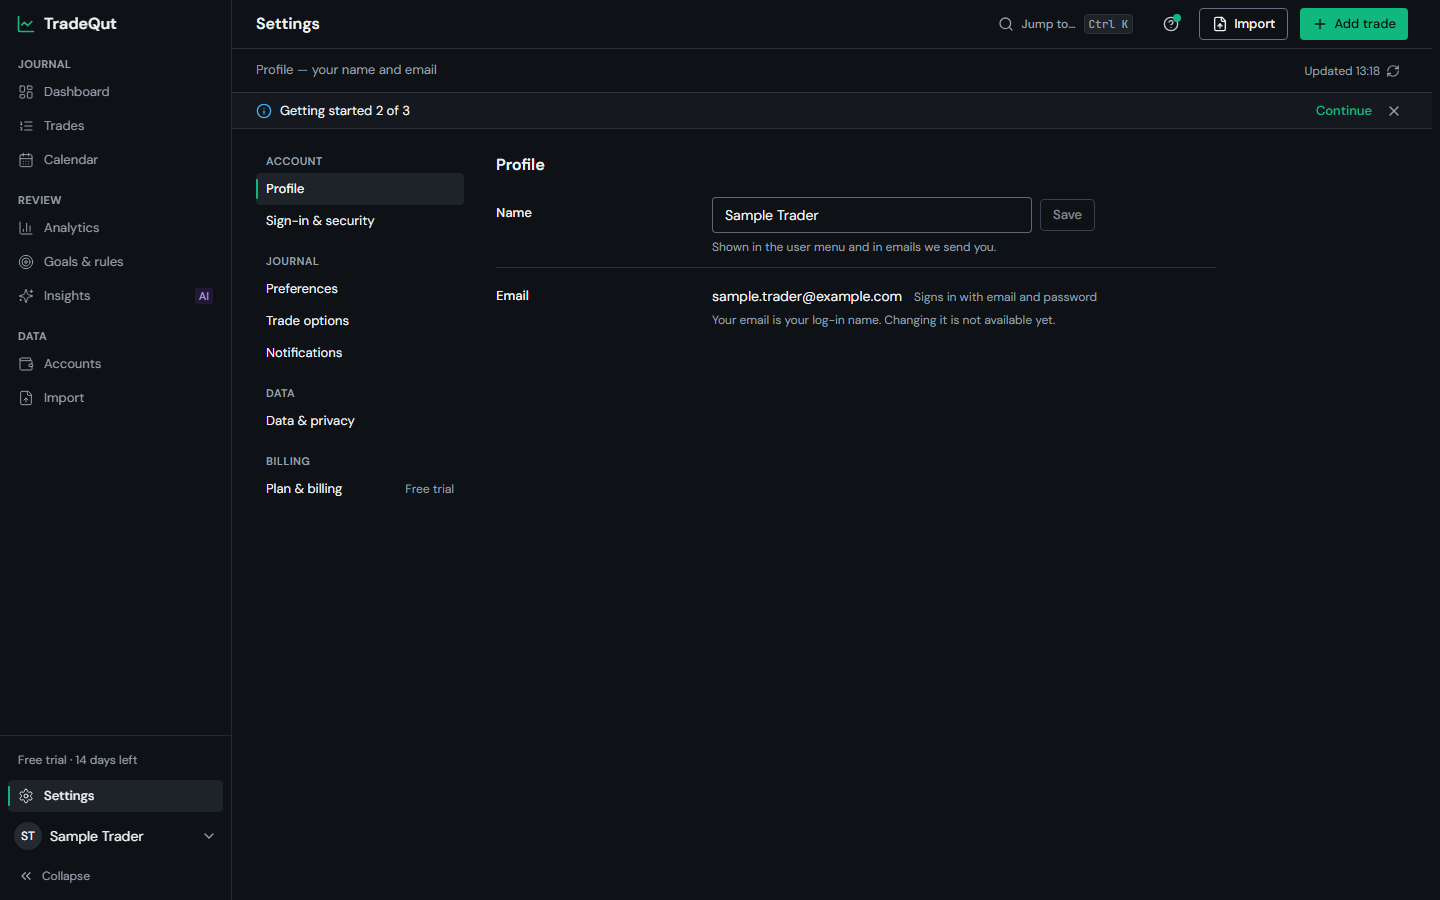 TradeQut
JOURNAL
Dashboard
Trades
Calendar
REVIEW
Analytics
Goals & rules
Insights AI
DATA
Accounts
Import
Free trial · 14 days left
Settings
ST Sample Trader
Collapse
Settings
Jump to... Ctrl K
Import
Add trade
Profile — your name and email
Updated 13:18
Getting started 2 of 3
Continue
ACCOUNT
Profile
Sign-in & security
JOURNAL
Preferences
Trade options
Notifications
DATA
Data & privacy
BILLING
Plan & billing Free trial
Profile
Name
Sample Trader
Save
Shown in the user menu and in emails we send you.
Email
sample.trader@example.com Signs in with email and password
Your email is your log-in name. Changing it is not available yet.